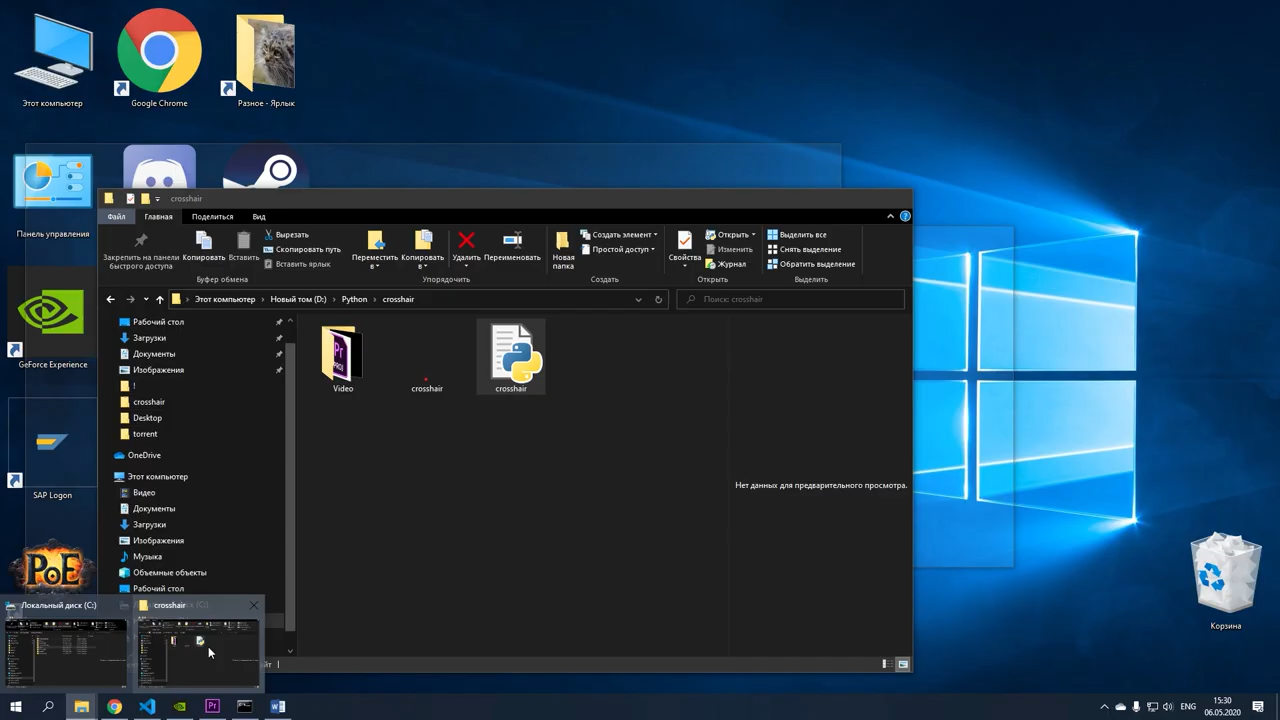 Этот компьютер
Google Chrome
Разное - Ярлык
Панель управления
GeForce Experience
SAP Logon
PoE
Корзина
crosshair
Файл
Главная
Поделиться
Вид
Закрепить на панели
быстрого доступа
Копировать
Вставить
Вырезать
Скопировать путь
Вставить ярлык
Буфер обмена
Переместить
в
Копировать
в
Удалить
Переименовать
Упорядочить
Новая
папка
Создать элемент
Простой доступ
Создать
Свойства
Открыть
Изменить
Журнал
Открыть
Выделить все
Снять выделение
Обратить выделение
Выделить
Этот компьютер > Новый том (D:) > Python > crosshair
Поиск: crosshair
Рабочий стол
Загрузки
Документы
Изображения
!
crosshair
Desktop
torrent
OneDrive
Этот компьютер
Видео
Документы
Загрузки
Изображения
Музыка
Объемные объекты
Рабочий стол
Pr
PROJ
Video
crosshair
crosshair
Нет данных для предварительного просмотра.
Локальный диск (C:)
crosshair
Pr
ENG
15:30
06.05.2020